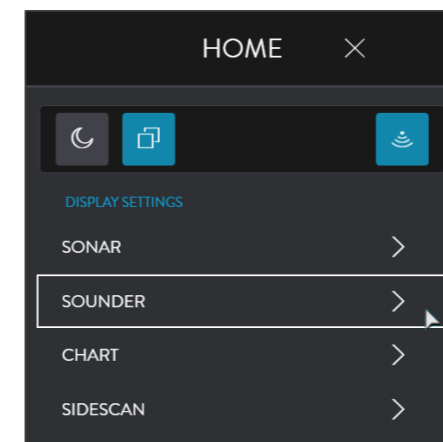 HOME
DISPLAY SETTINGS
SONAR
SOUNDER
CHART
SIDESCAN